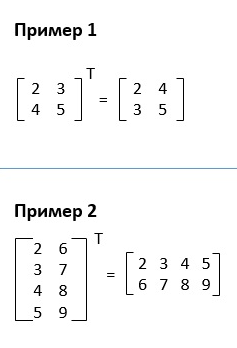 Пример 1
2 3 T 2 4
4 5 = 3 5
Пример 2
2 6 T
3 7 2 3 4 5
4 8 = 6 7 8 9
5 9